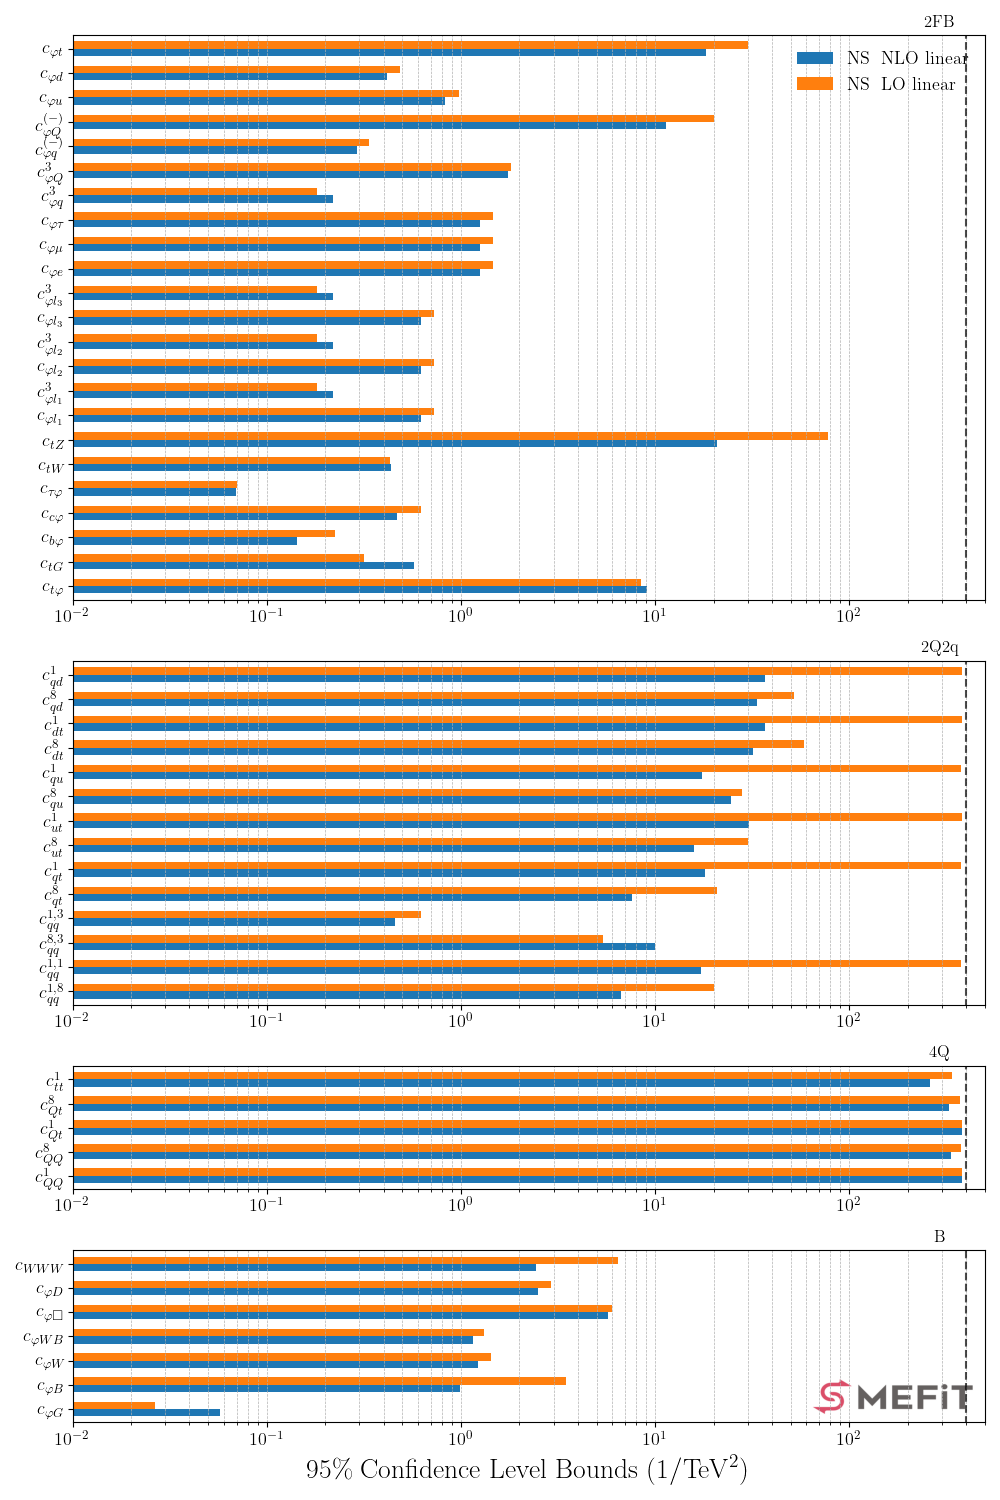 2FB
NS NLO linear
NS LO linear
c_{φt}
c_{φd}
c_{φu}
c_{φQ}^{(−)}
c_{φq}^{(−)}
c_{φQ}^{3}
c_{φq}^{3}
c_{φτ}
c_{φμ}
c_{φe}
c_{φl_3}^{3}
c_{φl_3}
c_{φl_2}^{3}
c_{φl_2}
c_{φl_1}^{3}
c_{φl_1}
c_{tZ}
c_{tW}
c_{τφ}
c_{cφ}
c_{bφ}
c_{tG}
c_{tφ}
10^{−2} 10^{−1} 10^{0} 10^{1} 10^{2}
2Q2q
c_{qd}^{1}
c_{qd}^{8}
c_{dt}^{1}
c_{dt}^{8}
c_{qu}^{1}
c_{qu}^{8}
c_{ut}^{1}
c_{ut}^{8}
c_{qt}^{1}
c_{qt}^{8}
c_{qq}^{1,3}
c_{qq}^{8,3}
c_{qq}^{1,1}
c_{qq}^{1,8}
10^{−2} 10^{−1} 10^{0} 10^{1} 10^{2}
4Q
c_{tt}^{1}
c_{Qt}^{8}
c_{Qt}^{1}
c_{QQ}^{8}
c_{QQ}^{1}
10^{−2} 10^{−1} 10^{0} 10^{1} 10^{2}
B
c_{WWW}
c_{φD}
c_{φ□}
c_{φWB}
c_{φW}
c_{φB}
c_{φG}
SMEFiT
10^{−2} 10^{−1} 10^{0} 10^{1} 10^{2}
95% Confidence Level Bounds (1/TeV^{2})